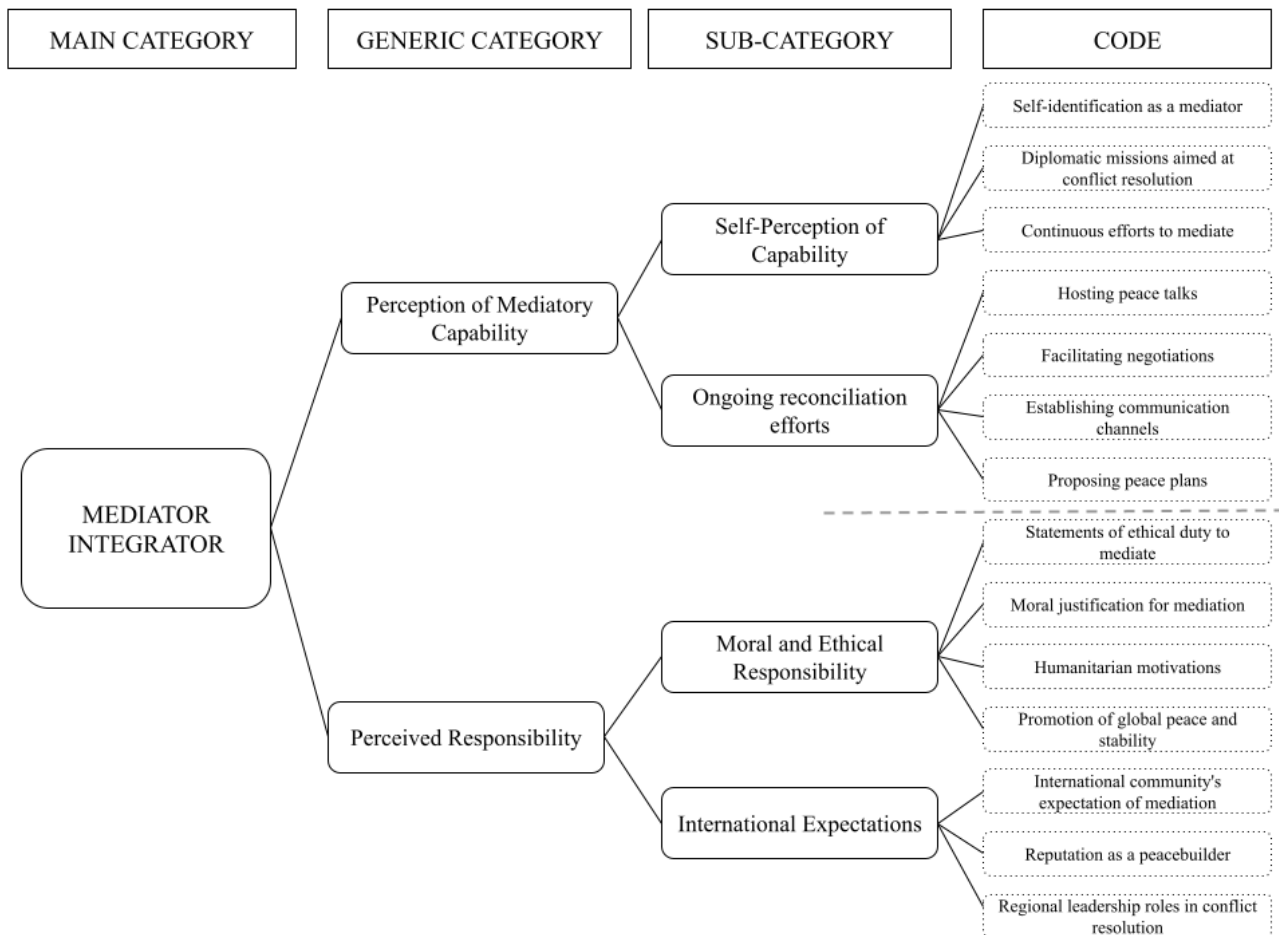 MAIN CATEGORY
GENERIC CATEGORY
SUB-CATEGORY
CODE
MEDIATOR
INTEGRATOR
Perception of Mediatory
Capability
Perceived Responsibility
Self-Perception of
Capability
Ongoing reconciliation
efforts
Moral and Ethical
Responsibility
International Expectations
Self-identification as a mediator
Diplomatic missions aimed at
conflict resolution
Continuous efforts to mediate
Hosting peace talks
Facilitating negotiations
Establishing communication
channels
Proposing peace plans
Statements of ethical duty to
mediate
Moral justification for mediation
Humanitarian motivations
Promotion of global peace and
stability
International community's
expectation of mediation
Reputation as a peacebuilder
Regional leadership roles in conflict
resolution